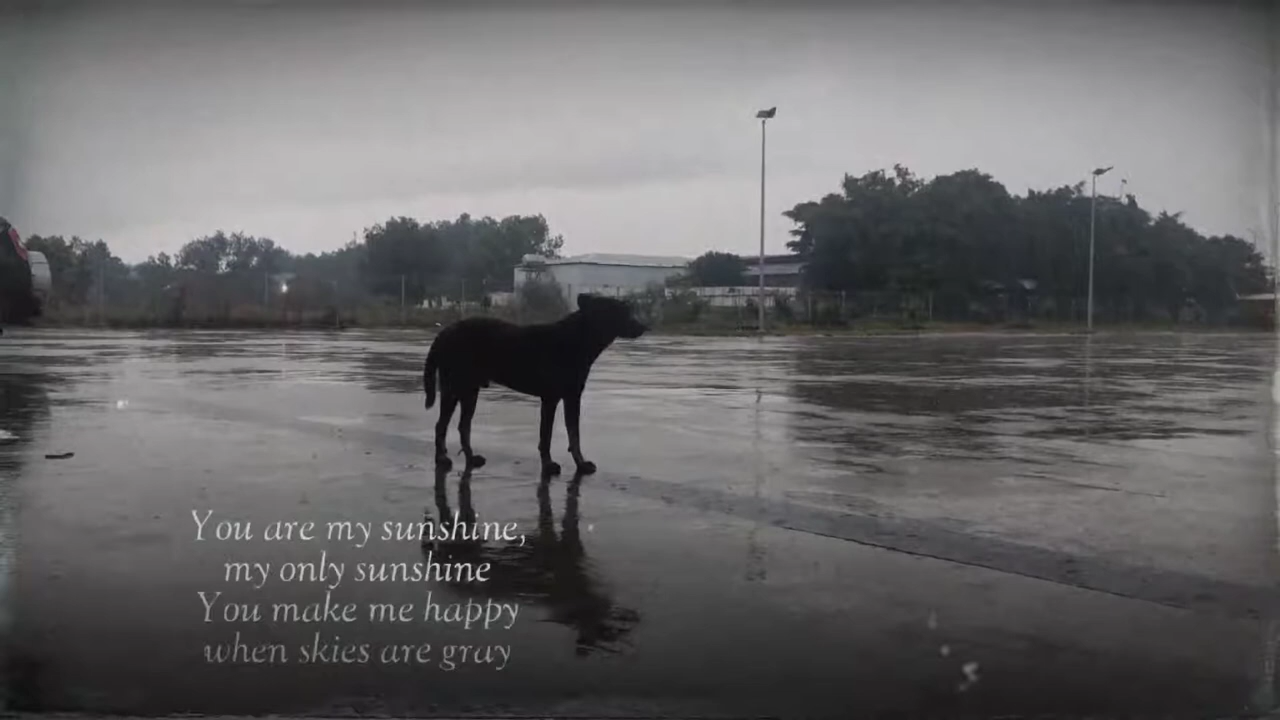 You are my sunshine,
my only sunshine
You make me happy
when skies are gray